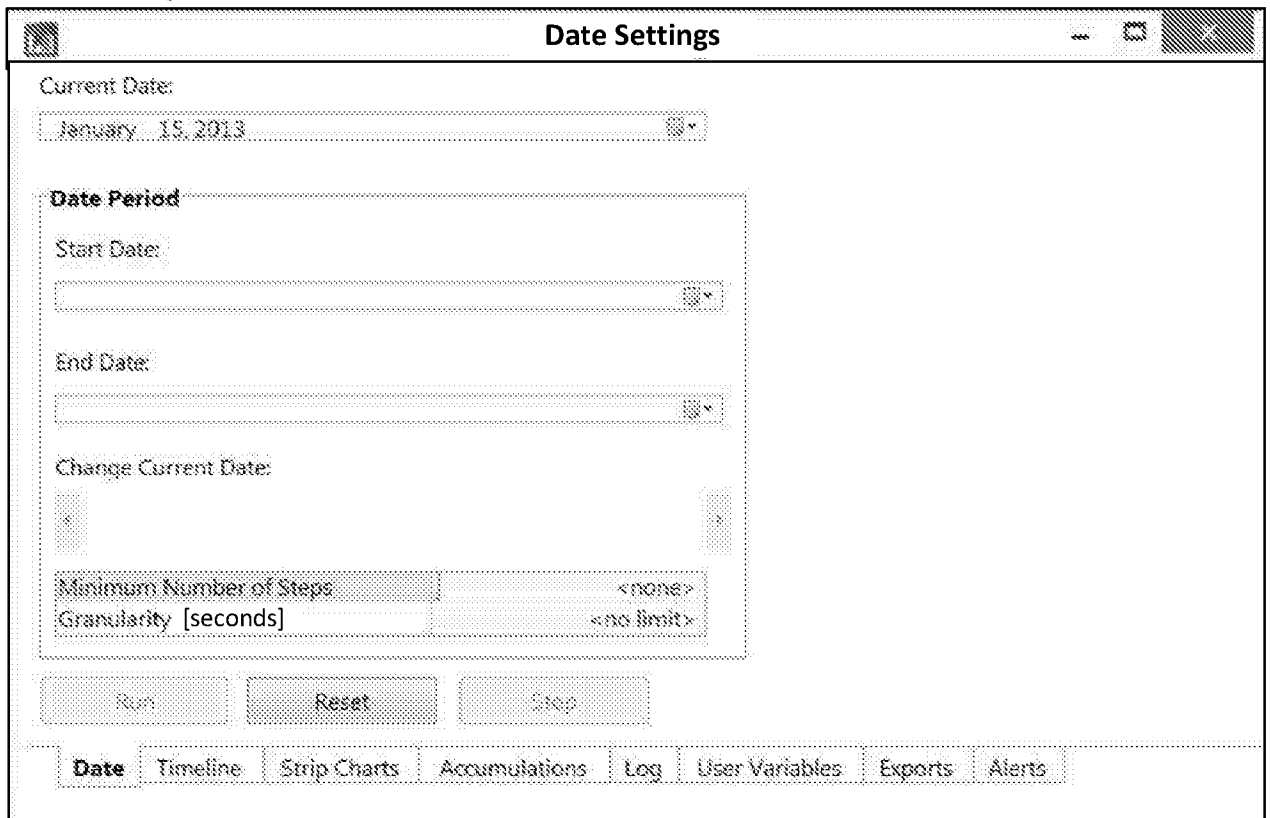 Date Settings
Current Date:
January 15, 2013
Date Period
Start Date:
End Date:
Change Current Date:
< >
Minimum Number of Steps <none>
Granularity [seconds] <no limit>
Run Reset Stop
Date Timeline Strip Charts Accumulations Log User Variables Exports Alerts